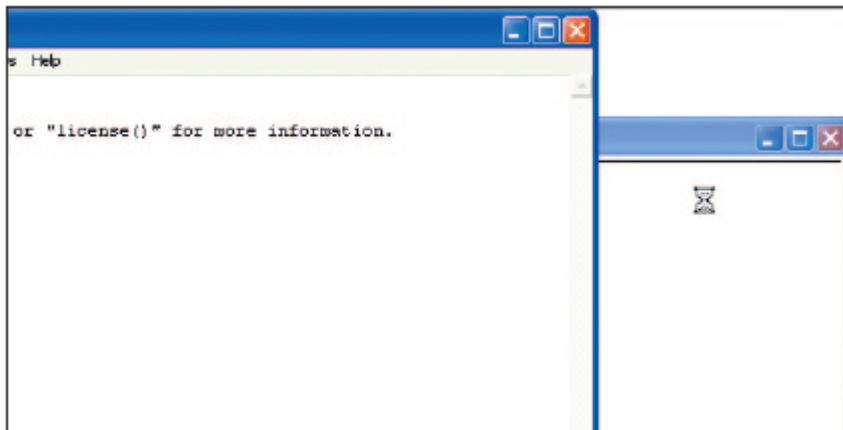 s Help
or "license()" for more information.